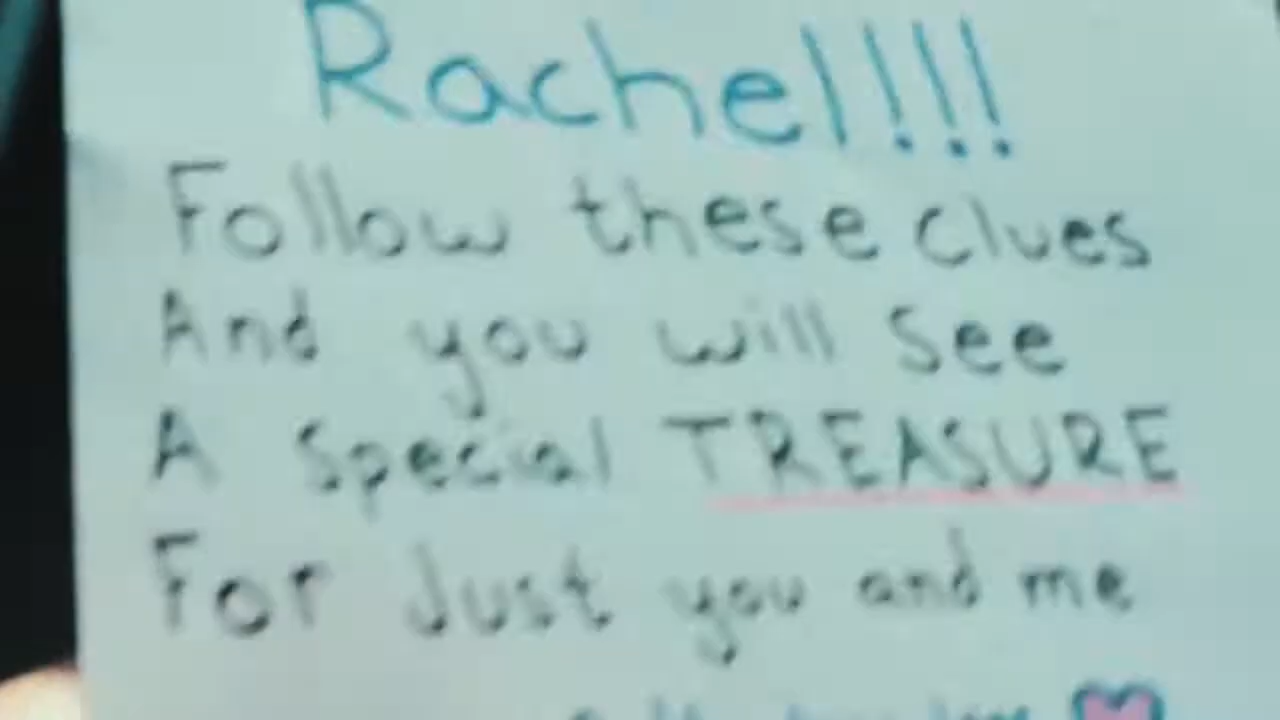 Rachel!!!
Follow these clues
And you will see
A special TREASURE
For Just you and me